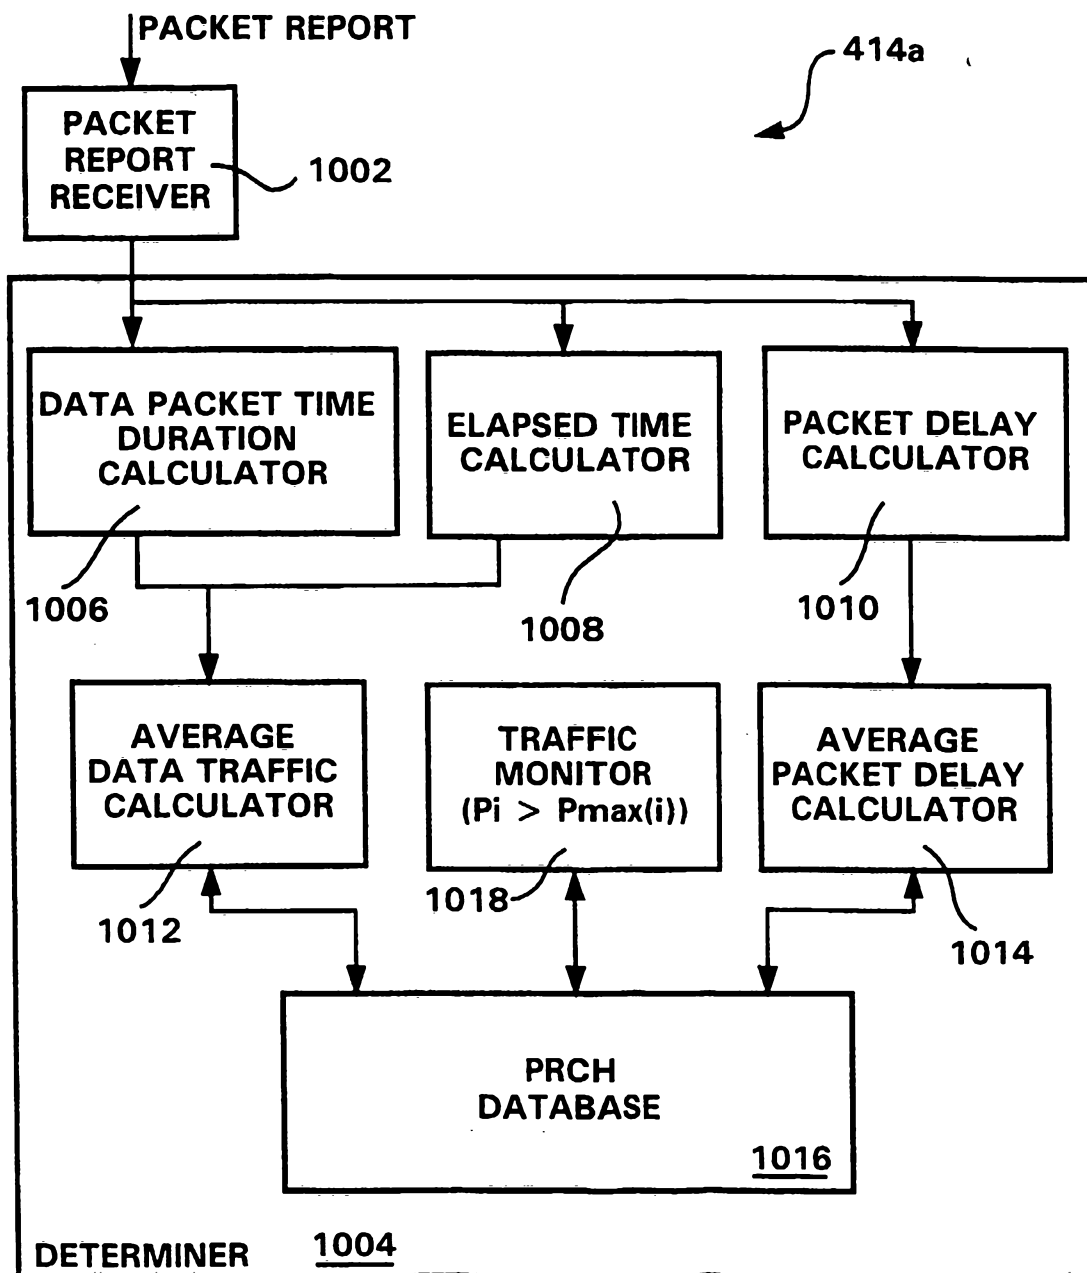 PACKET REPORT
414a
PACKET
REPORT
RECEIVER
1002
DATA PACKET TIME
DURATION
CALCULATOR
ELAPSED TIME
CALCULATOR
PACKET DELAY
CALCULATOR
1006
1008
1010
AVERAGE
DATA TRAFFIC
CALCULATOR
TRAFFIC
MONITOR
(Pi > Pmax(i))
AVERAGE
PACKET DELAY
CALCULATOR
1012
1018
1014
PRCH
DATABASE
1016
DETERMINER 1004